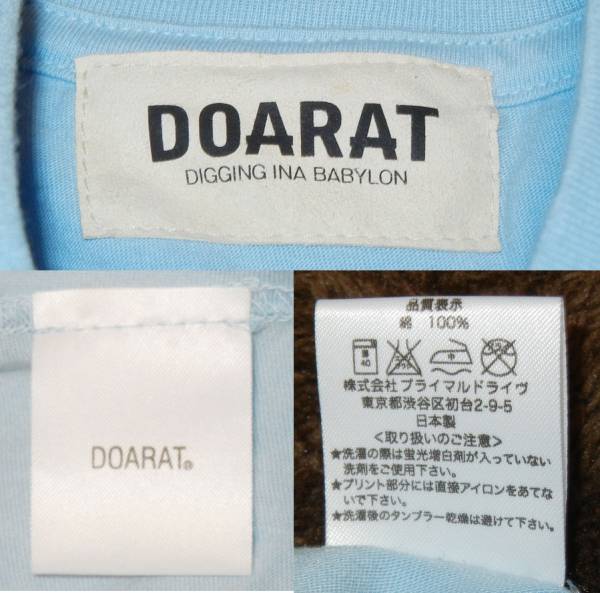 DOARAT
DIGGING INA BABYLON
DOARAT®
品質表示
綿 100%
40
中
株式会社プライマルドライヴ
東京都渋谷区初台2-9-5
日本製
<取り扱いのご注意>
★洗濯の際は蛍光増白剤が入っていない
洗剤をご使用下さい。
★プリント部分には直接アイロンをあてな
いで下さい。
★洗濯後のタンブラー乾燥は避けて下さい。